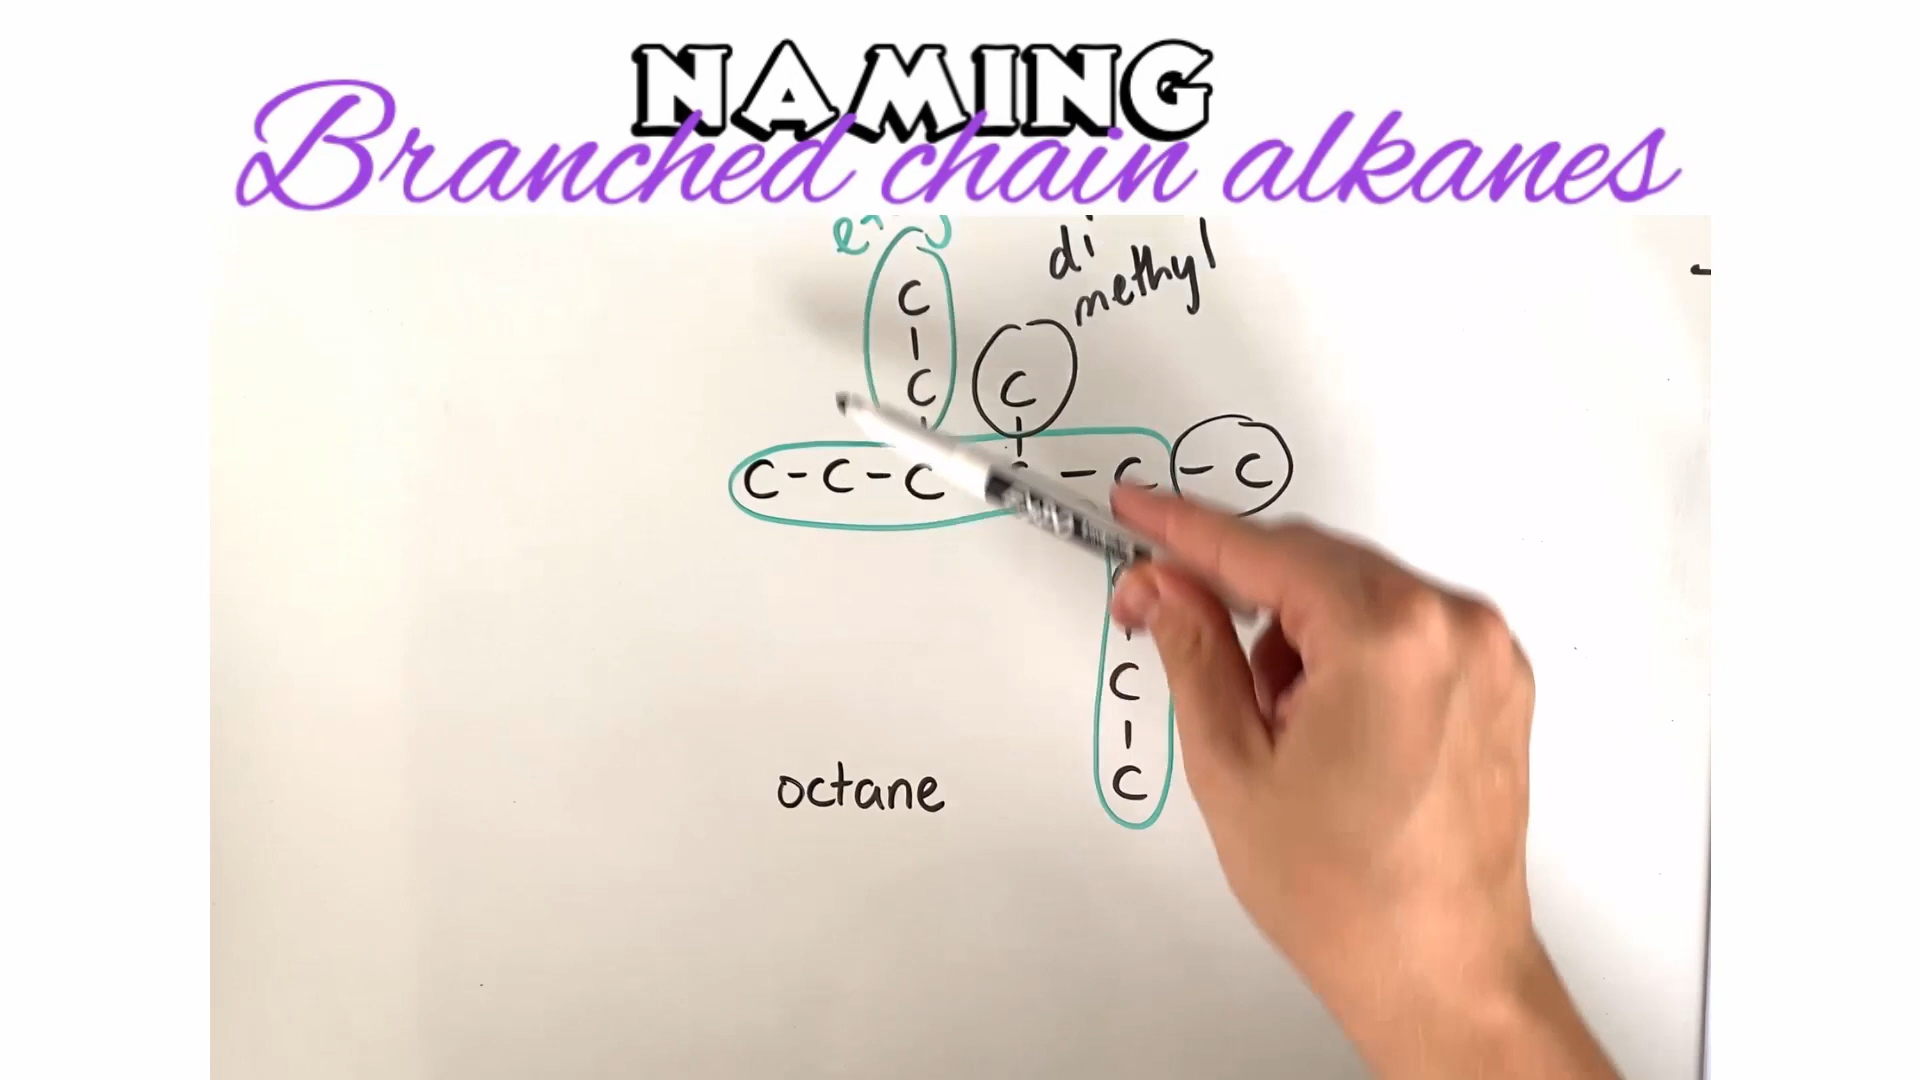 NAMING
Branched chain alkanes
di
methyl
C
C
C
C - C - C - C - C
C
C
octane